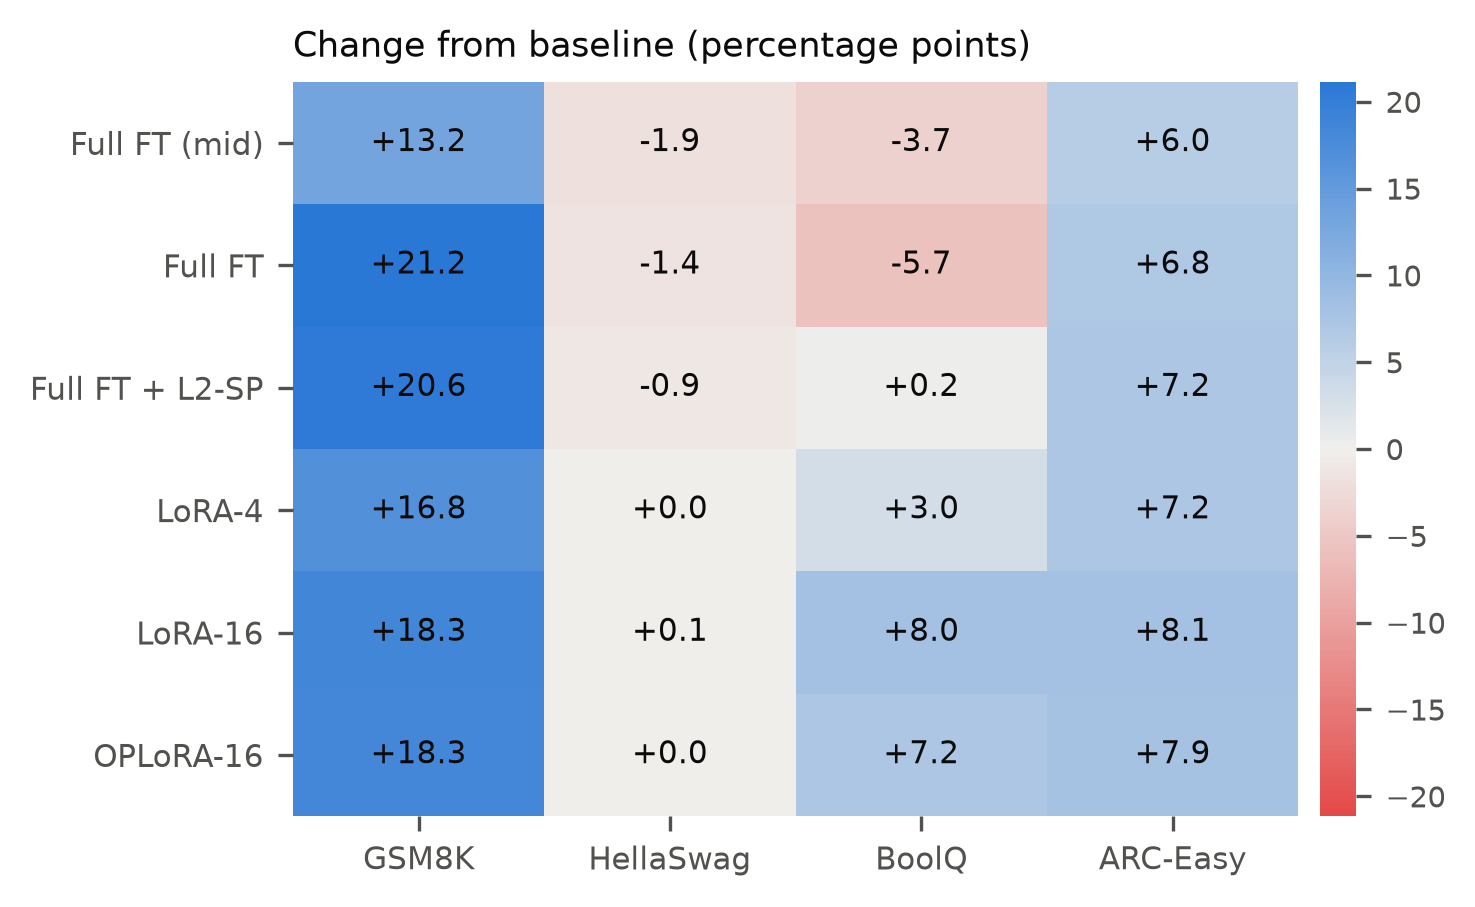 Change from baseline (percentage points)
Full FT (mid) +13.2 -1.9 -3.7 +6.0
Full FT +21.2 -1.4 -5.7 +6.8
Full FT + L2-SP +20.6 -0.9 +0.2 +7.2
LoRA-4 +16.8 +0.0 +3.0 +7.2
LoRA-16 +18.3 +0.1 +8.0 +8.1
OPLoRA-16 +18.3 +0.0 +7.2 +7.9
GSM8K HellaSwag BoolQ ARC-Easy
20
15
10
5
0
−5
−10
−15
−20